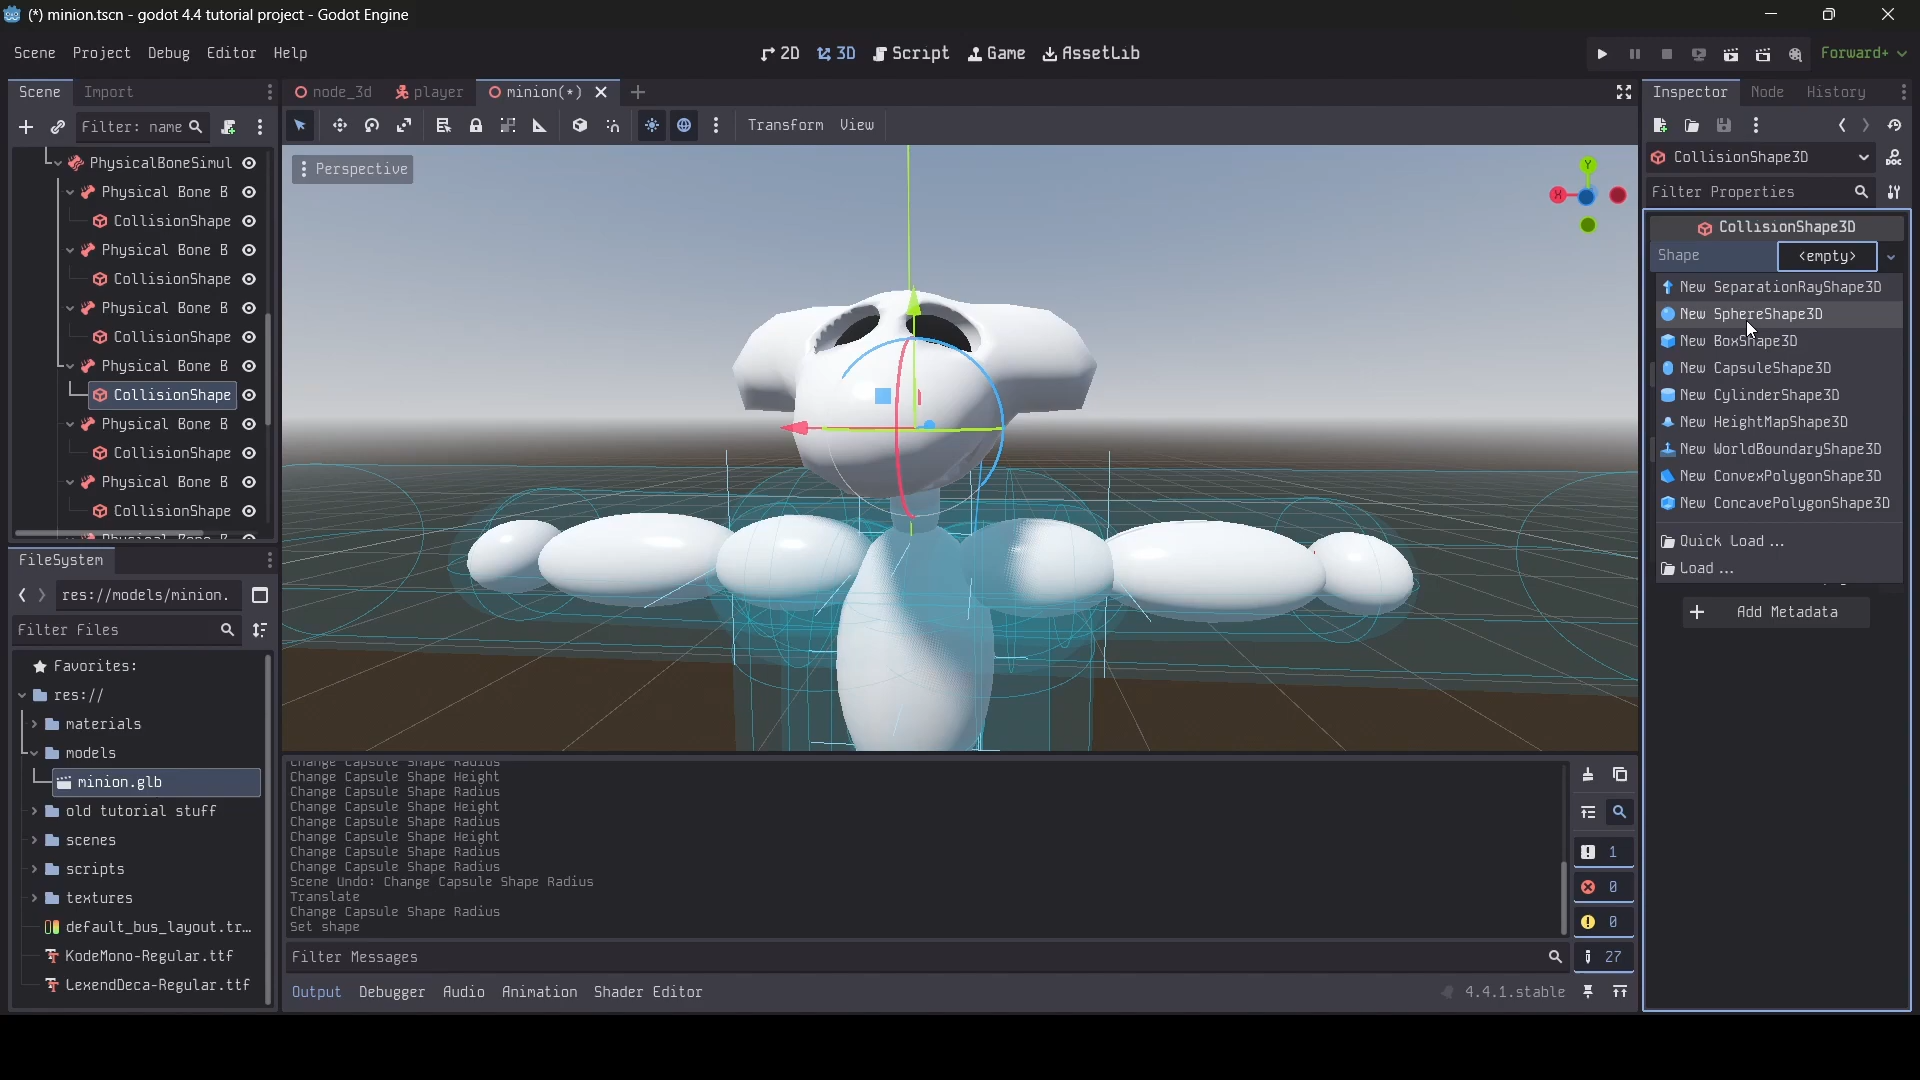 (*) minion.tscn - godot 4.4 tutorial project - Godot Engine
Scene Project Debug Editor Help
2D 3D Script Game AssetLib
Forward+
Scene Import
node_3d player minion(*)
Inspector Node History
Filter: name
Transform View
Perspective
PhysicalBoneSimul
Physical Bone B
CollisionShape
Physical Bone B
CollisionShape
Physical Bone B
CollisionShape
Physical Bone B
CollisionShape
Physical Bone B
CollisionShape
Physical Bone B
CollisionShape
Physical Bone B
Y
X
CollisionShape3D
Filter Properties
CollisionShape3D
Shape <empty>
New SeparationRayShape3D
New SphereShape3D
New BoxShape3D
New CapsuleShape3D
New CylinderShape3D
New HeightMapShape3D
New WorldBoundaryShape3D
New ConvexPolygonShape3D
New ConcavePolygonShape3D
Quick Load ...
Load ...
Add Metadata
FileSystem
res://models/minion.
Filter Files
Favorites:
res://
materials
models
minion.glb
old tutorial stuff
scenes
scripts
textures
default_bus_layout.tr...
KodeMono-Regular.ttf
LexendDeca-Regular.ttf
Change Capsule Shape Radius
Change Capsule Shape Height
Change Capsule Shape Radius
Change Capsule Shape Height
Change Capsule Shape Radius
Change Capsule Shape Height
Change Capsule Shape Radius
Change Capsule Shape Radius
Scene Undo: Change Capsule Shape Radius
Translate
Change Capsule Shape Radius
Set shape
1
0
0
27
Filter Messages
Output Debugger Audio Animation Shader Editor
4.4.1.stable